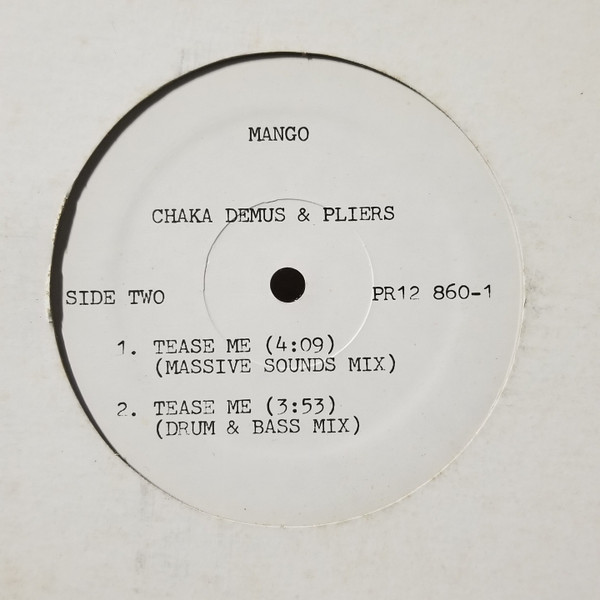 MANGO
CHAKA DEMUS & PLIERS
SIDE TWO
PR12 860-1
1. TEASE ME (4:09)
(MASSIVE SOUNDS MIX)
2. TEASE ME (3:53)
(DRUM & BASS MIX)